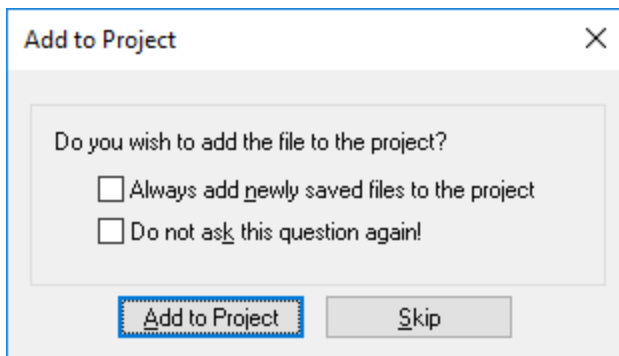 Add to Project
Do you wish to add the file to the project?
Always add newly saved files to the project
Do not ask this question again!
Add to Project
Skip